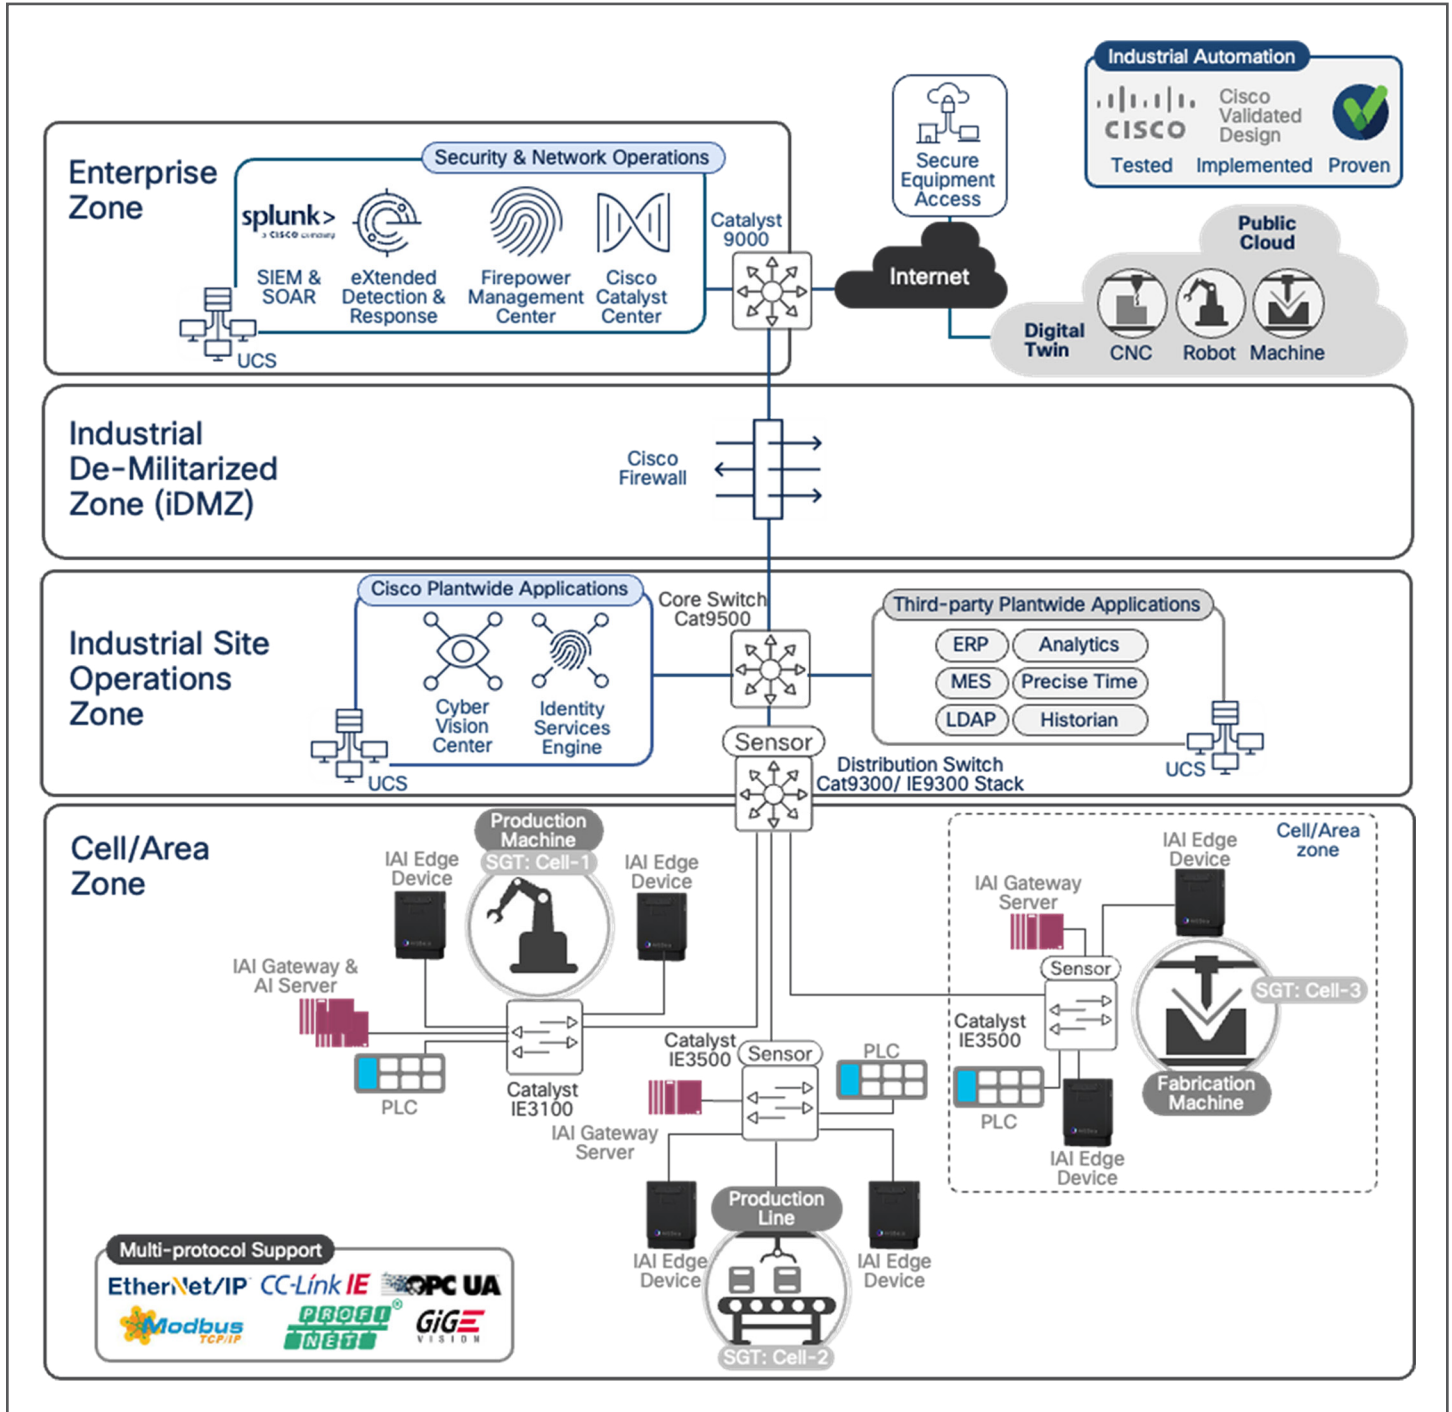 Industrial Automation
CISCO
Cisco
Validated
Design
Tested
Implemented
Proven
Enterprise
Zone
Security & Network Operations
splunk>
a CISCO company
SIEM &
SOAR
eXtended
Detection &
Response
Firepower
Management
Center
Cisco
Catalyst
Center
UCS
Catalyst
9000
Secure
Equipment
Access
Internet
Public
Cloud
Digital
Twin
CNC
Robot
Machine
Industrial
De-Militarized
Zone (iDMZ)
Cisco
Firewall
Industrial Site
Operations
Zone
Cisco Plantwide Applications
Cyber
Vision
Center
Identity
Services
Engine
UCS
Core Switch
Cat9500
Third-party Plantwide Applications
ERP
Analytics
MES
Precise Time
LDAP
Historian
UCS
Sensor
Distribution Switch
Cat9300/ IE9300 Stack
Cell/Area
Zone
Production
Machine
SGT: Cell-1
IAI Edge
Device
IAI Edge
Device
IAI Gateway &
AI Server
PLC
Catalyst
IE3100
Catalyst
IE3500
Sensor
PLC
IAI Gateway
Server
IAI Edge
Device
Production
Line
IAI Edge
Device
SGT: Cell-2
Cell/Area
zone
IAI Edge
Device
IAI Gateway
Server
Sensor
SGT: Cell-3
Catalyst
IE3500
PLC
Fabrication
Machine
IAI Edge
Device
Multi-protocol Support
EtherNet/IP
CC-Link IE
OPC UA
Modbus
TCP/IP
PROFI
NET®
GiGE
VISION